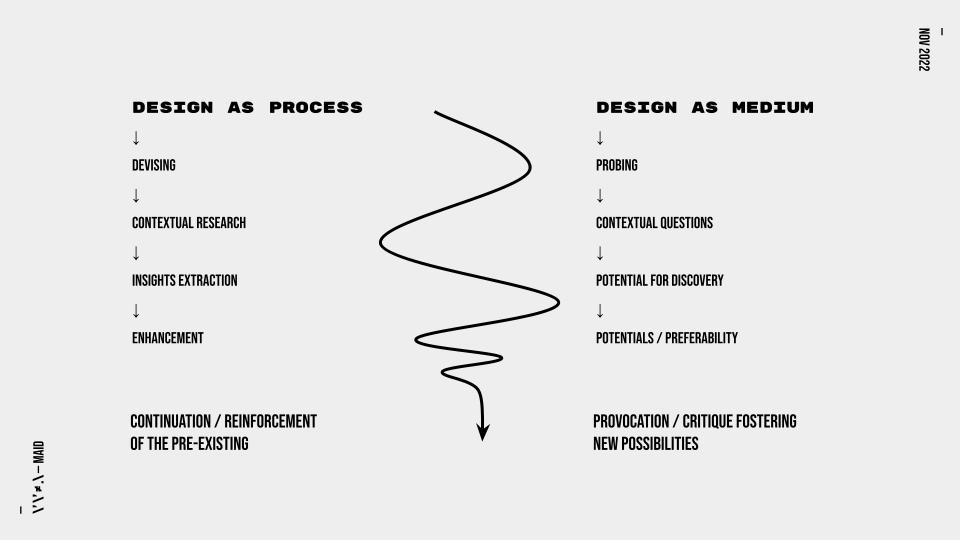 NOV 2022
DESIGN AS PROCESS
↓
DEVISING
↓
CONTEXTUAL RESEARCH
↓
INSIGHTS EXTRACTION
↓
ENHANCEMENT
CONTINUATION / REINFORCEMENT
OF THE PRE-EXISTING
DESIGN AS MEDIUM
↓
PROBING
↓
CONTEXTUAL QUESTIONS
↓
POTENTIAL FOR DISCOVERY
↓
POTENTIALS / PREFERABILITY
PROVOCATION / CRITIQUE FOSTERING
NEW POSSIBILITIES
— MAID